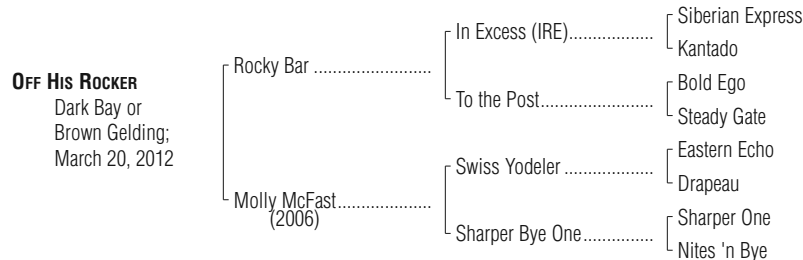 Siberian Express
In Excess (IRE)....................
Kantado
Rocky Bar ............................
Bold Ego
To the Post...........................
Steady Gate
OFF HIS ROCKER
Dark Bay or
Brown Gelding;
March 20, 2012
Eastern Echo
Swiss Yodeler .....................
Drapeau
Molly McFast......................
(2006)
Sharper One
Sharper Bye One.................
Nites 'n Bye